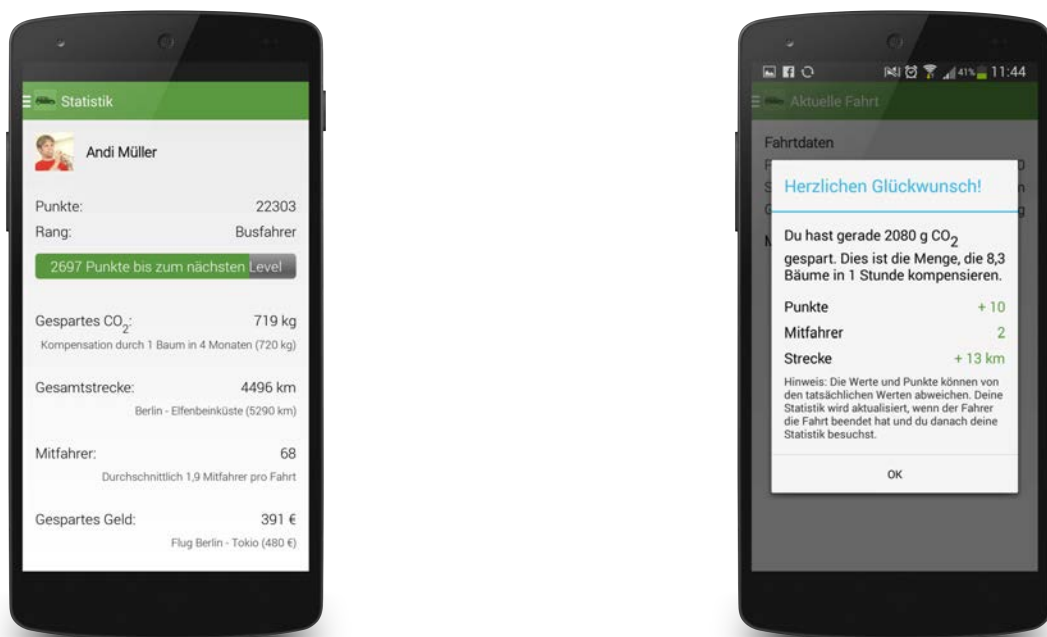 Statistik
Andi Müller
Punkte: 22303
Rang: Busfahrer
2697 Punkte bis zum nächsten Level
Gespartes CO₂: 719 kg
Kompensation durch 1 Baum in 4 Monaten (720 kg)
Gesamtstrecke: 4496 km
Berlin - Elfenbeinküste (5290 km)
Mitfahrer: 68
Durchschnittlich 1,9 Mitfahrer pro Fahrt
Gespartes Geld: 391 €
Flug Berlin - Tokio (480 €)
41% 11:44
Aktuelle Fahrt
Fahrtdaten
Herzlichen Glückwunsch!
Du hast gerade 2080 g CO₂
gespart. Dies ist die Menge, die 8,3
Bäume in 1 Stunde kompensieren.
Punkte + 10
Mitfahrer 2
Strecke + 13 km
Hinweis: Die Werte und Punkte können von
den tatsächlichen Werten abweichen. Deine
Statistik wird aktualisiert, wenn der Fahrer
die Fahrt beendet hat und du danach deine
Statistik besuchst.
OK